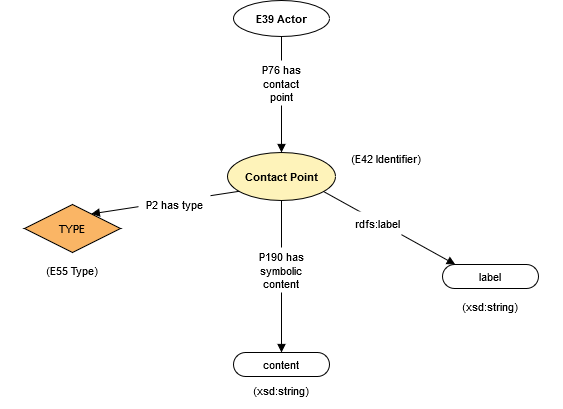 E39 Actor
P76 has
contact
point
(E42 Identifier)
Contact Point
P2 has type
TYPE
(E55 Type)
rdfs:label
P190 has
symbolic
content
label
(xsd:string)
content
(xsd:string)